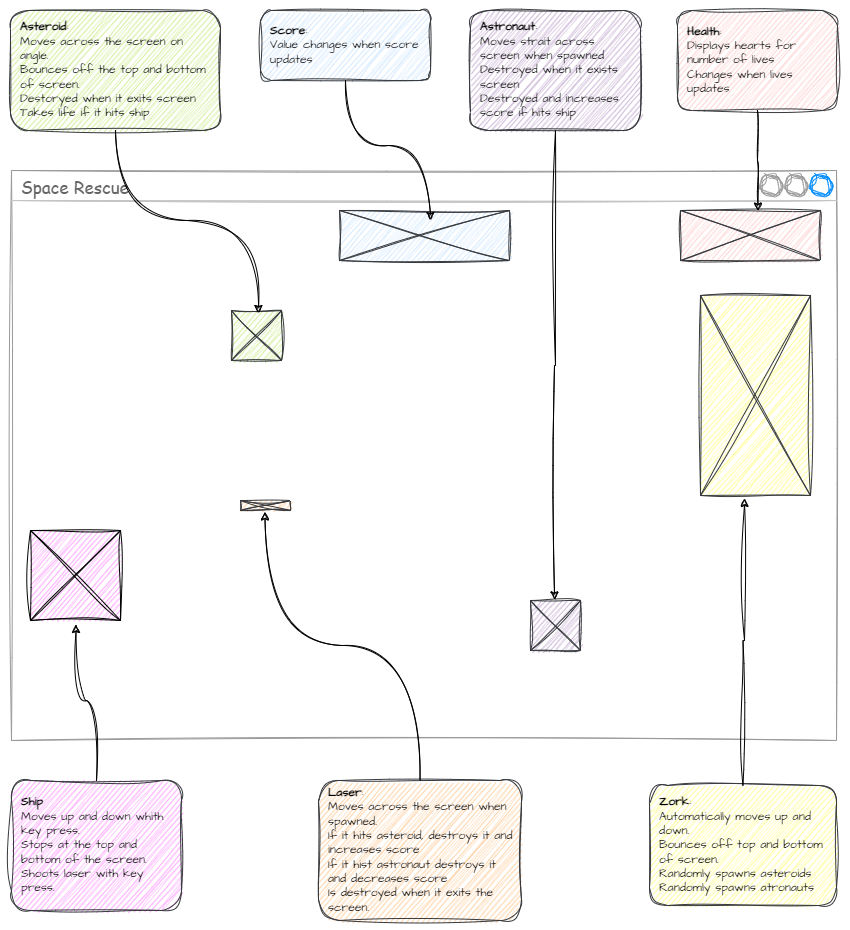 Asteroid:
Moves across the screen on
angle.
Bounces off the top and bottom
of screen.
Destoryed when it exits screen
Takes life if it hits ship
Score:
Value changes when score
updates
Astronaut:
Moves strait across
screen when spawned
Destroyed when it exists
screen
Destroyed and increases
score if hits ship
Health:
Displays hearts for
number of lives
Changes when lives
updates
Space Rescue
Ship
Moves up and down whith
key press.
Stops at the top and
bottom of the screen.
Shoots laser with key
press.
Laser:
Moves across the screen when
spawned.
If it hits asteroid, destroys it and
increases score
If it hist astronaut destroys it
and decreases score
Is destroyed when it exits the
screen.
Zork:
Automatically moves up and
down.
Bounces off top and bottom
of screen.
Randomly spawns asteroids
Randomly spawns atronauts